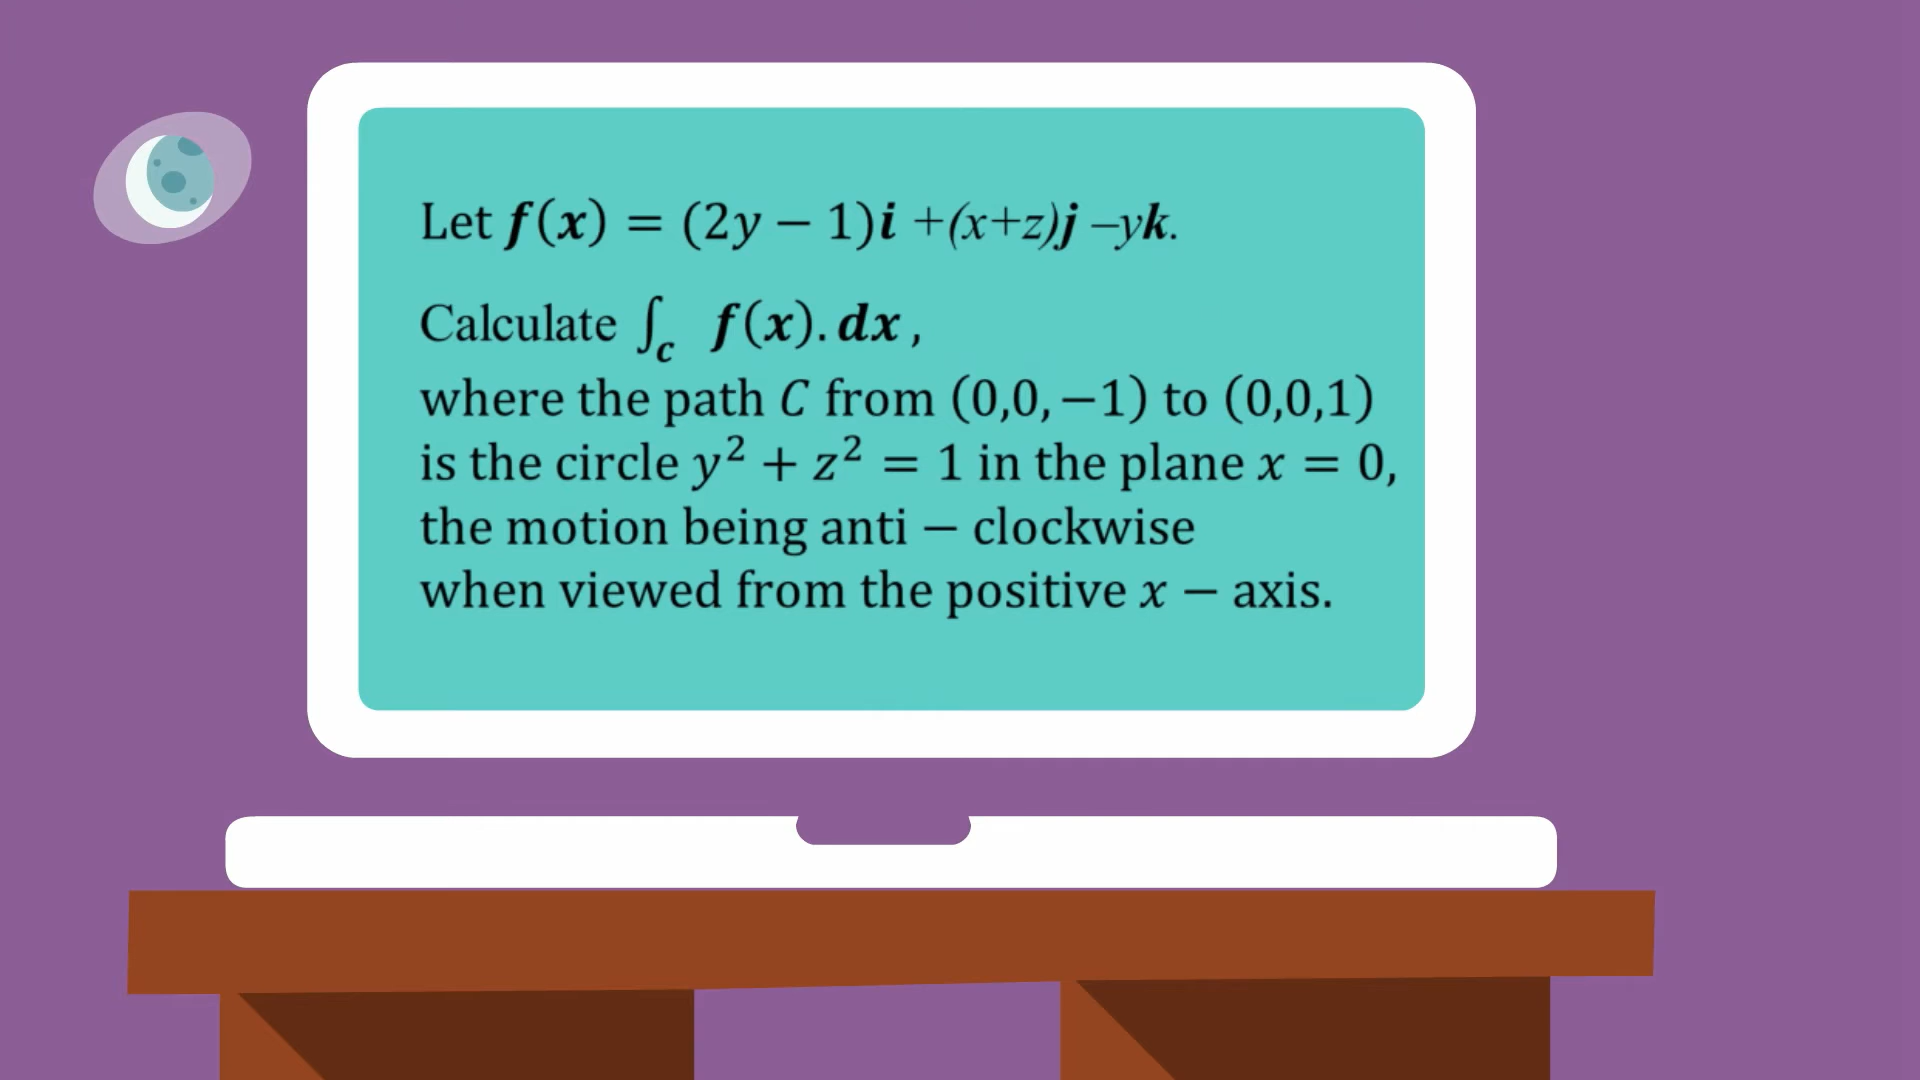 Let f(x) = (2y − 1)i +(x+z)j –yk.
Calculate ∫c f(x). dx ,
where the path C from (0,0, −1) to (0,0,1)
is the circle y² + z² = 1 in the plane x = 0,
the motion being anti − clockwise
when viewed from the positive x − axis.